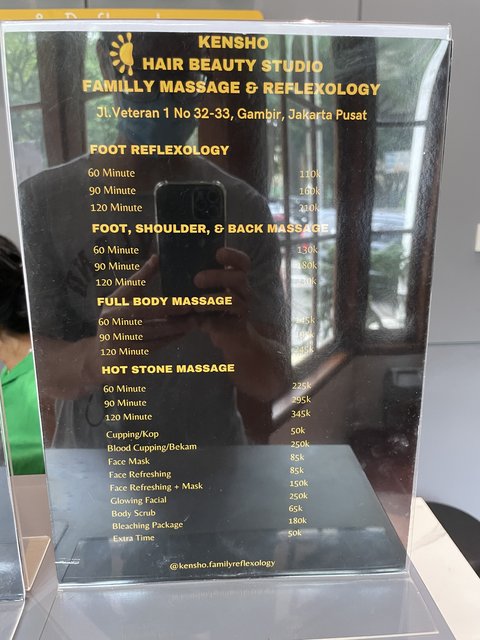 KENSHO
HAIR BEAUTY STUDIO
FAMILLY MASSAGE & REFLEXOLOGY
Jl.Veteran 1 No 32-33, Gambir, Jakarta Pusat
FOOT REFLEXOLOGY
60 Minute 110k
90 Minute 160k
120 Minute 210k
FOOT, SHOULDER, & BACK MASSAGE
60 Minute 130k
90 Minute 180k
120 Minute
FULL BODY MASSAGE
60 Minute
90 Minute
120 Minute
HOT STONE MASSAGE
60 Minute 225k
90 Minute 295k
120 Minute 345k
Cupping/Kop 50k
Blood Cupping/Bekam 250k
Face Mask 85k
Face Refreshing 85k
Face Refreshing + Mask 150k
Glowing Facial 250k
Body Scrub 65k
Bleaching Package 180k
Extra Time 50k
@kensho.familyreflexology